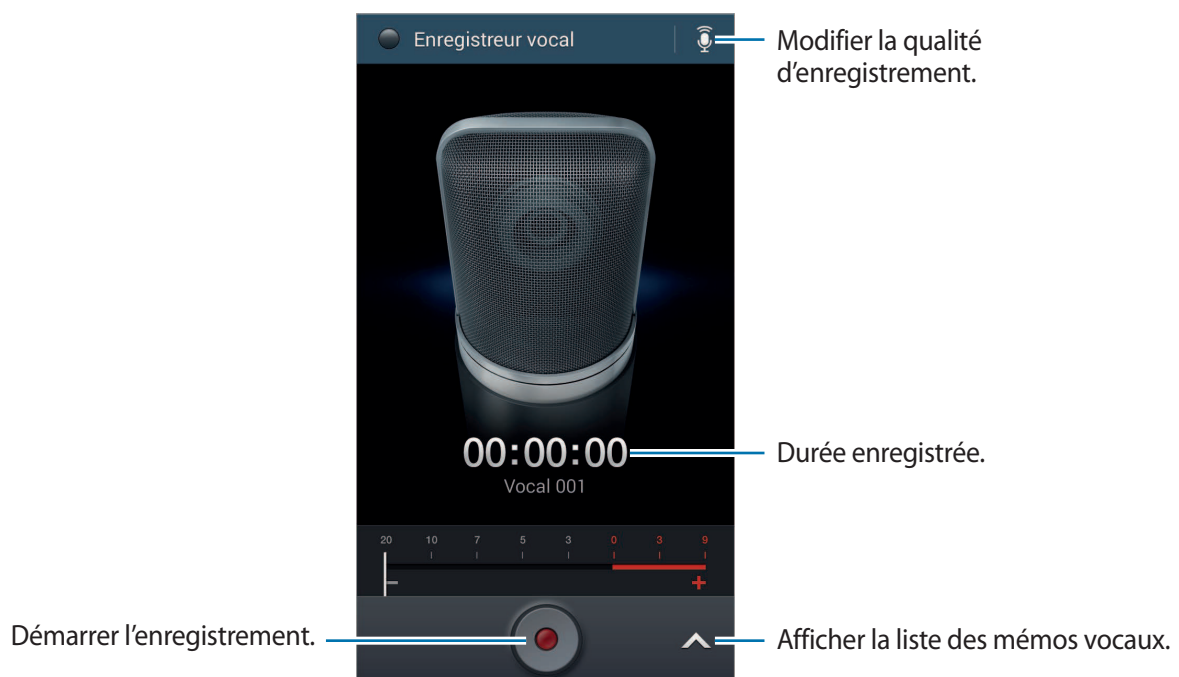 Enregistreur vocal
Modifier la qualité
d’enregistrement.
00:00:00
Durée enregistrée.
Vocal 001
20 10 7 5 3 0 3 9
− +
Démarrer l’enregistrement.
Afficher la liste des mémos vocaux.